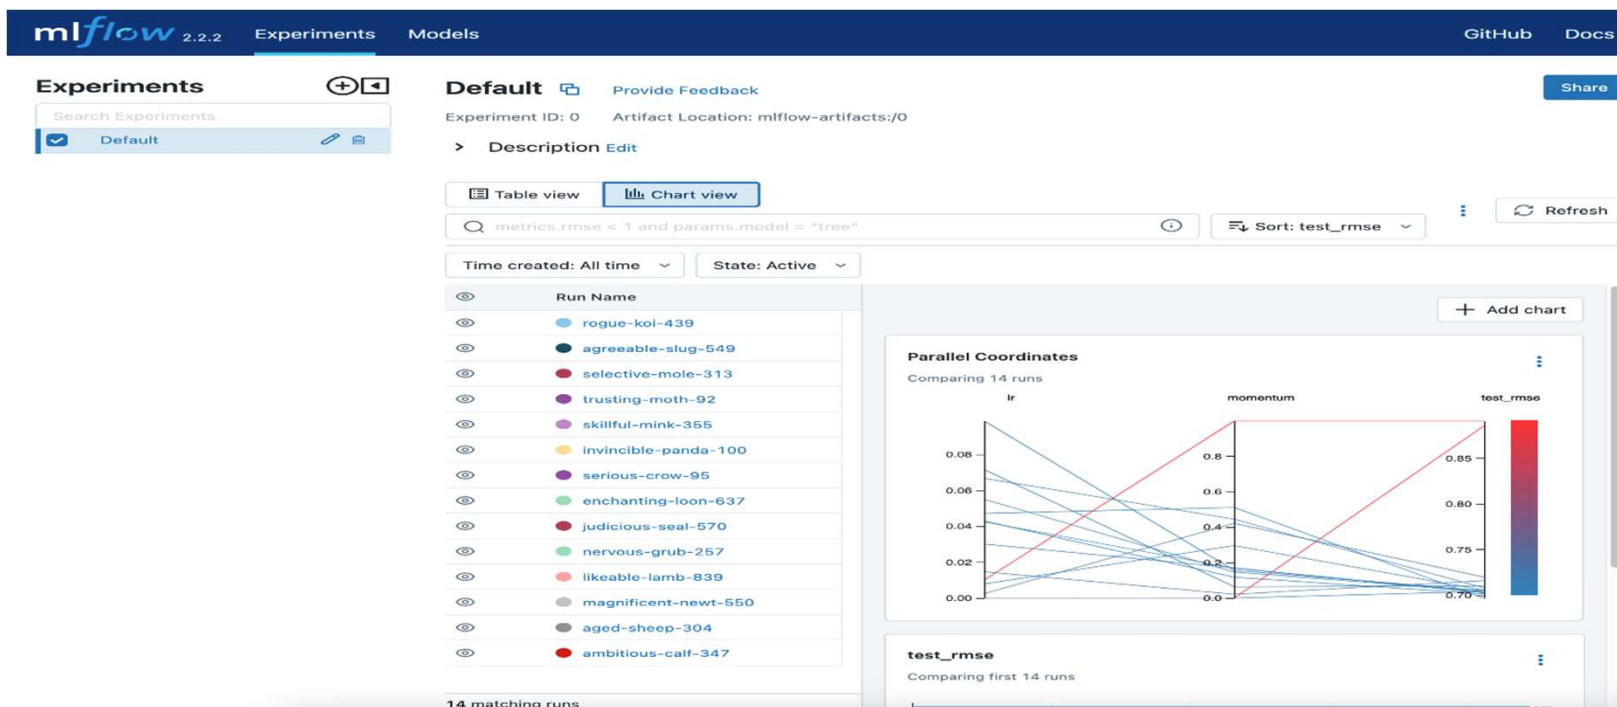 mlflow 2.2.2 Experiments Models GitHub Docs
Experiments
Search Experiments
Default
Default Provide Feedback
Share
Experiment ID: 0 Artifact Location: mlflow-artifacts:/0
Description Edit
Table view Chart view
Refresh
metrics.rmse < 1 and params.model = "tree"
Sort: test_rmse
Time created: All time State: Active
Run Name
rogue-koi-439
agreeable-slug-549
selective-mole-313
trusting-moth-92
skillful-mink-355
invincible-panda-100
serious-crow-95
enchanting-loon-637
judicious-seal-570
nervous-grub-257
likeable-lamb-839
magnificent-newt-550
aged-sheep-304
ambitious-calf-347
14 matching runs
Add chart
Parallel Coordinates
Comparing 14 runs
lr momentum test_rmse
0.08
0.06
0.04
0.02
0.00
0.8
0.6
0.4
0.2
0.0
0.85
0.80
0.75
0.70
test_rmse
Comparing first 14 runs